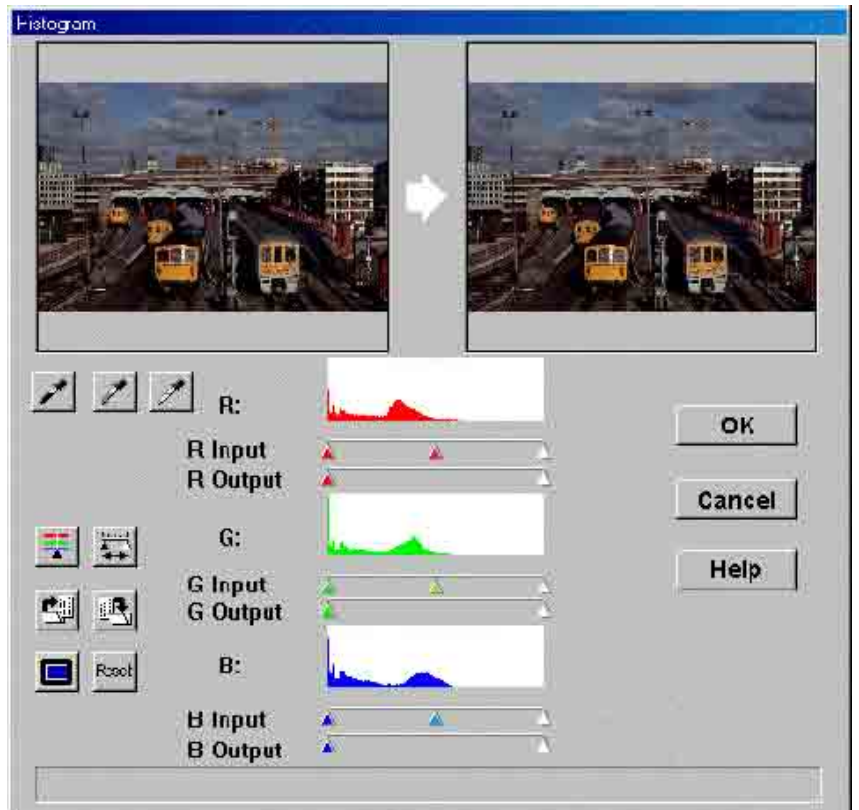 Histogram
R:
R Input
R Output
G:
G Input
G Output
B:
B Input
B Output
OK
Cancel
Help
Reset